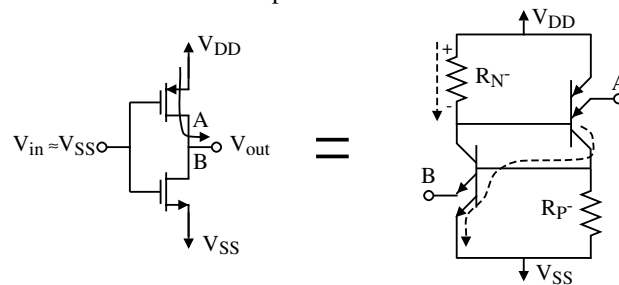 V_DD
V_in ≈ V_SS
A
B
V_out
V_SS
=
V_DD
+
-
R_N-
A
B
R_P-
V_SS